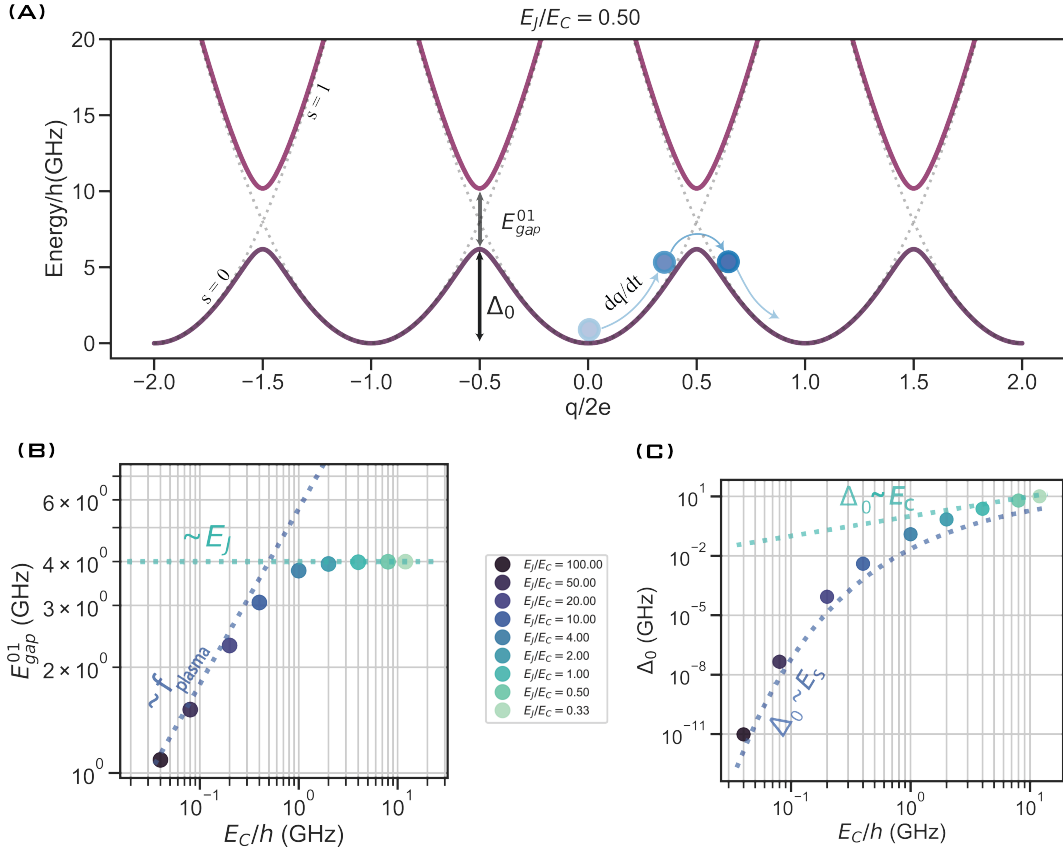 (A)
E_J/E_C = 0.50
20
15
10
5
0
Energy/h(GHz)
s = 1
s = 0
E_{gap}^{01}
Δ_0
dq/dt
−2.0 −1.5 −1.0 −0.5 0.0 0.5 1.0 1.5 2.0
q/2e
(B)
6 × 10^0
4 × 10^0
3 × 10^0
2 × 10^0
10^0
E_{gap}^{01} (GHz)
~ E_J
~ f_{plasma}
10^{−1} 10^0 10^1
E_C/h (GHz)
E_J/E_C = 100.00
E_J/E_C = 50.00
E_J/E_C = 20.00
E_J/E_C = 10.00
E_J/E_C = 4.00
E_J/E_C = 2.00
E_J/E_C = 1.00
E_J/E_C = 0.50
E_J/E_C = 0.33
(C)
10^1
10^{−2}
10^{−5}
10^{−8}
10^{−11}
Δ_0 (GHz)
Δ_0 ~ E_C
Δ_0 ~ E_s
10^{−1} 10^0 10^1
E_C/h (GHz)